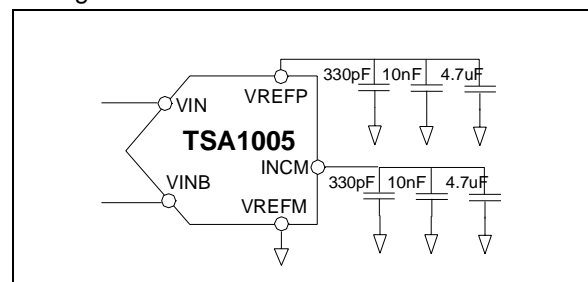 330pF 10nF 4.7uF
VREFP
VIN
TSA1005
INCM
VINB
330pF 10nF 4.7uF
VREFM